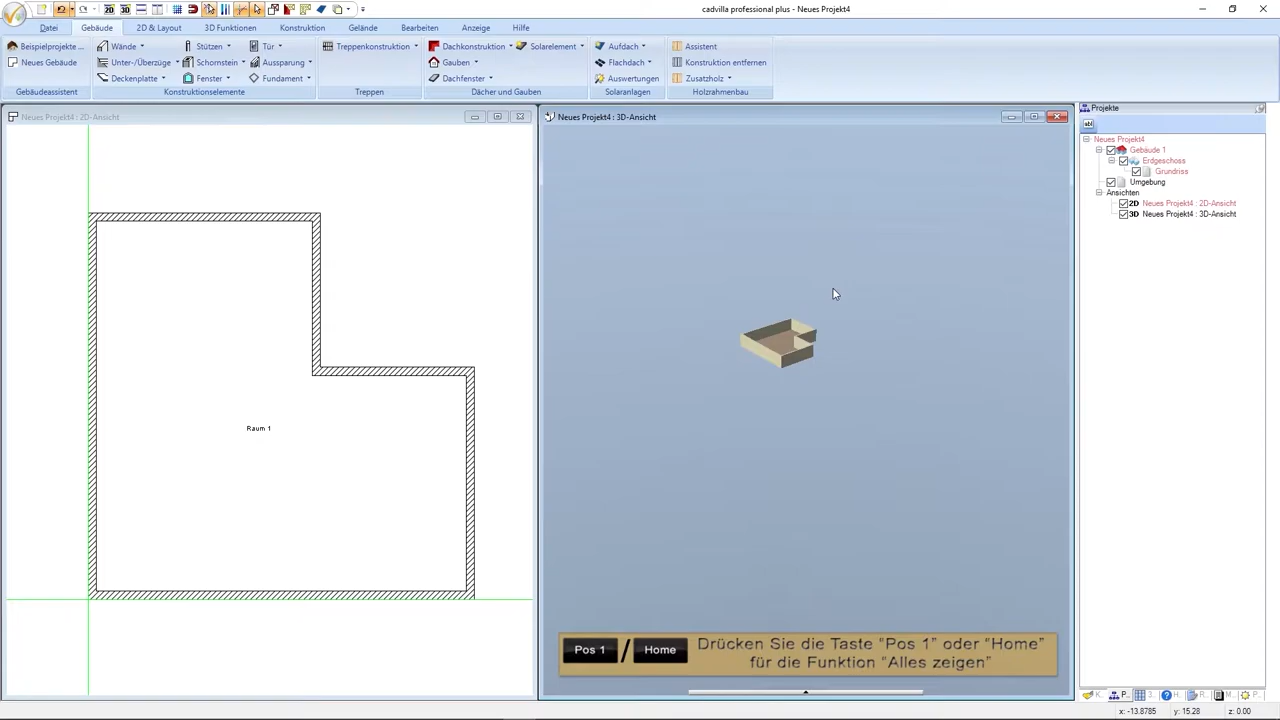 cadvilla professional plus - Neues Projekt4
Datei
Gebäude
2D & Layout
3D Funktionen
Konstruktion
Gelände
Bearbeiten
Anzeige
Hilfe
2D
3D
Beispielprojekte ...
Neues Gebäude
Gebäudeassistent
Wände
Stützen
Tür
Unter-/Überzüge
Schornstein
Aussparung
Deckenplatte
Fenster
Fundament
Konstruktionselemente
Treppenkonstruktion
Treppen
Dachkonstruktion
Solarelement
Gauben
Dachfenster
Dächer und Gauben
Aufdach
Flachdach
Auswertungen
Solaranlagen
Assistent
Konstruktion entfernen
Zusatzholz
Holzrahmenbau
Neues Projekt4 : 2D-Ansicht
Raum 1
Neues Projekt4 : 3D-Ansicht
Pos 1 / Home
Drücken Sie die Taste "Pos 1" oder "Home"
für die Funktion "Alles zeigen"
Projekte
abl
Neues Projekt4
Gebäude 1
Erdgeschoss
Grundriss
Umgebung
Ansichten
2D Neues Projekt4 : 2D-Ansicht
3D Neues Projekt4 : 3D-Ansicht
K... P... 3... H... R... M... P...
x: -13.8785 y: 15.28 z: 0.00